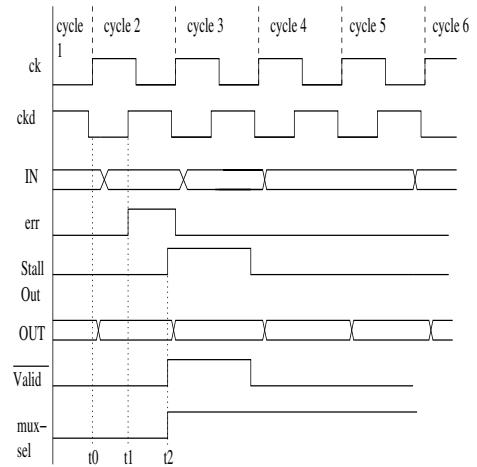 cycle 1
cycle 2
cycle 3
cycle 4
cycle 5
cycle 6
ck
ckd
IN
err
Stall
Out
OUT
Valid
mux-
sel
t0
t1
t2